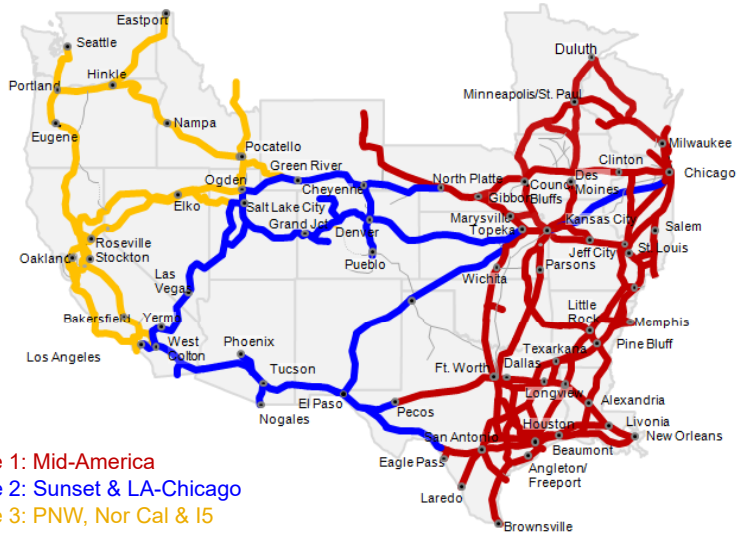 Eastport
Seattle
Duluth
Portland
Hinkle
Minneapolis/St. Paul
Eugene
Nampa
Milwaukee
Pocatello
Green River
Clinton
Chicago
Ogden
Cheyenne
North Platte
Des
Moines
Council
Bluffs
Gibbon
Elko
Salt Lake City
Marysville
Kansas City
Grand Jct
Denver
Topeka
Salem
Roseville
Oakland
Stockton
Jeff City
St Louis
Pueblo
Las
Vegas
Wichita
Parsons
Bakersfield
Yermo
Little
Rock
Memphis
Los Angeles
West
Colton
Phoenix
Texarkana
Pine Bluff
Tucson
Ft. Worth
Dallas
Longview
El Paso
Pecos
Alexandria
Nogales
San Antonio
Houston
Livonia
Beaumont
New Orleans
Eagle Pass
Angleton/
Freeport
Laredo
Brownsville
e 1: Mid-America
e 2: Sunset & LA-Chicago
e 3: PNW, Nor Cal & I5